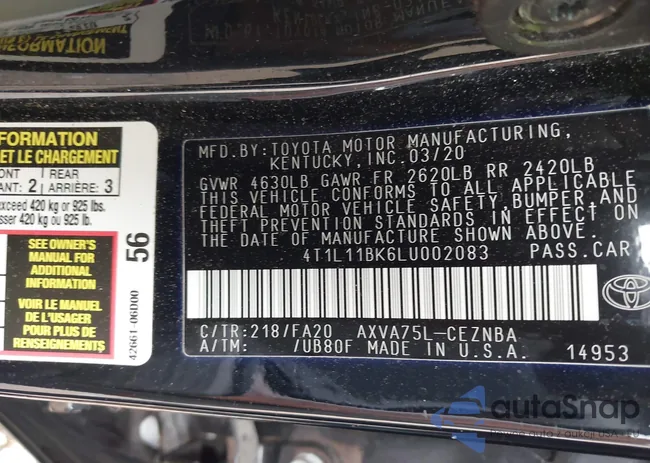 FORMATION
ET LE CHARGEMENT
ONT REAR
ANT: 2 ARRIÈRE: 3
exceed 420 kg or 925 lbs.
sser 420 kg ou 925 lb.
SEE OWNER'S
MANUAL FOR
ADDITIONAL
INFORMATION
VOIR LE MANUEL
DE L'USAGER
POUR PLUS DE
RENSEIGNEMENTS
56
42661-06D00
MFD.BY:TOYOTA MOTOR MANUFACTURING,
KENTUCKY,INC.03/20
GVWR 4630LB GAWR FR 2620LB RR 2420LB
THIS VEHICLE CONFORMS TO ALL APPLICABLE
FEDERAL MOTOR VEHICLE SAFETY,BUMPER,AND
THEFT PREVENTION STANDARDS IN EFFECT ON
THE DATE OF MANUFACTURE SHOWN ABOVE.
4T1L11BK6LU002083 PASS.CAR
C/TR:218/FA20 AXVA75L-CEZNBA
A/TM: /UB80F MADE IN U.S.A. 14953
autoSnap